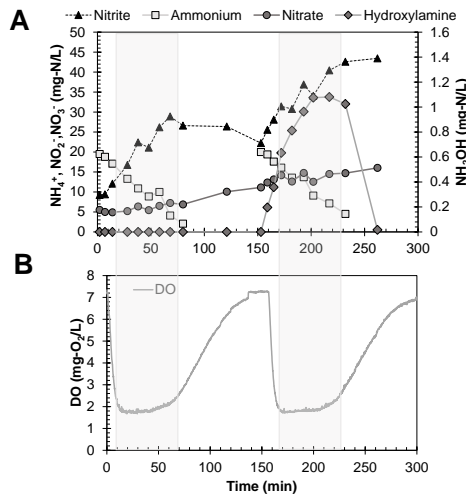 Nitrite Ammonium Nitrate Hydroxylamine
A
50
45
40
35
30
25
20
15
10
5
0
NH₄⁺, NO₂⁻,NO₃⁻ (mg-N/L)
1.6
1.4
1.2
1
0.8
0.6
0.4
0.2
0
NH₂OH (mg-N/L)
0 50 100 150 200 250 300
B
8
7
6
5
4
3
2
1
0
DO (mg-O₂/L)
DO
0 50 100 150 200 250 300
Time (min)